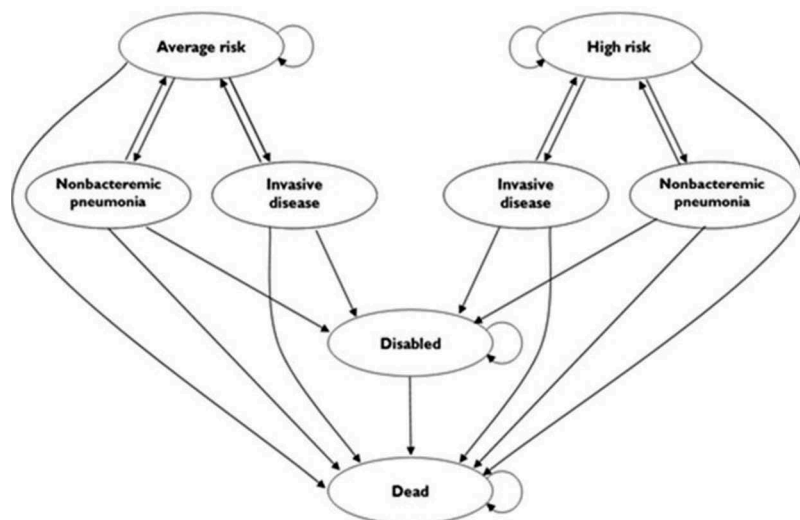 Average risk
High risk
Nonbacteremic
pneumonia
Invasive
disease
Invasive
disease
Nonbacteremic
pneumonia
Disabled
Dead